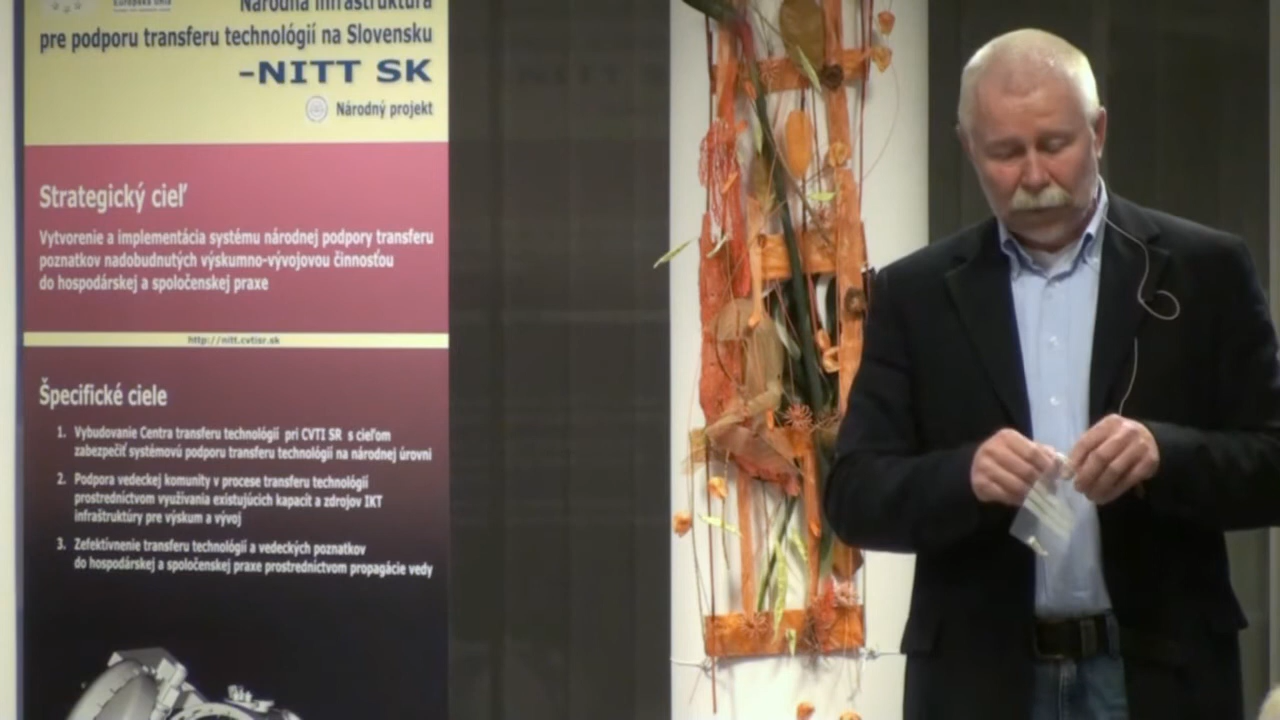 Európska únia
Národná infraštruktúra
pre podporu transferu technológií na Slovensku
-NITT SK
Národný projekt
Strategický cieľ
Vytvorenie a implementácia systému národnej podpory transferu
poznatkov nadobudnutých výskumno-vývojovou činnosťou
do hospodárskej a spoločenskej praxe
http://nitt.cvtisr.sk
Špecifické ciele
1. Vybudovanie Centra transferu technológií pri CVTI SR s cieľom
zabezpečiť systémovú podporu transferu technológií na národnej úrovni
2. Podpora vedeckej komunity v procese transferu technológií
prostredníctvom využívania existujúcich kapacít a zdrojov IKT
infraštruktúry pre výskum a vývoj
3. Zefektívnenie transferu technológií a vedeckých poznatkov
do hospodárskej a spoločenskej praxe prostredníctvom propagácie vedy